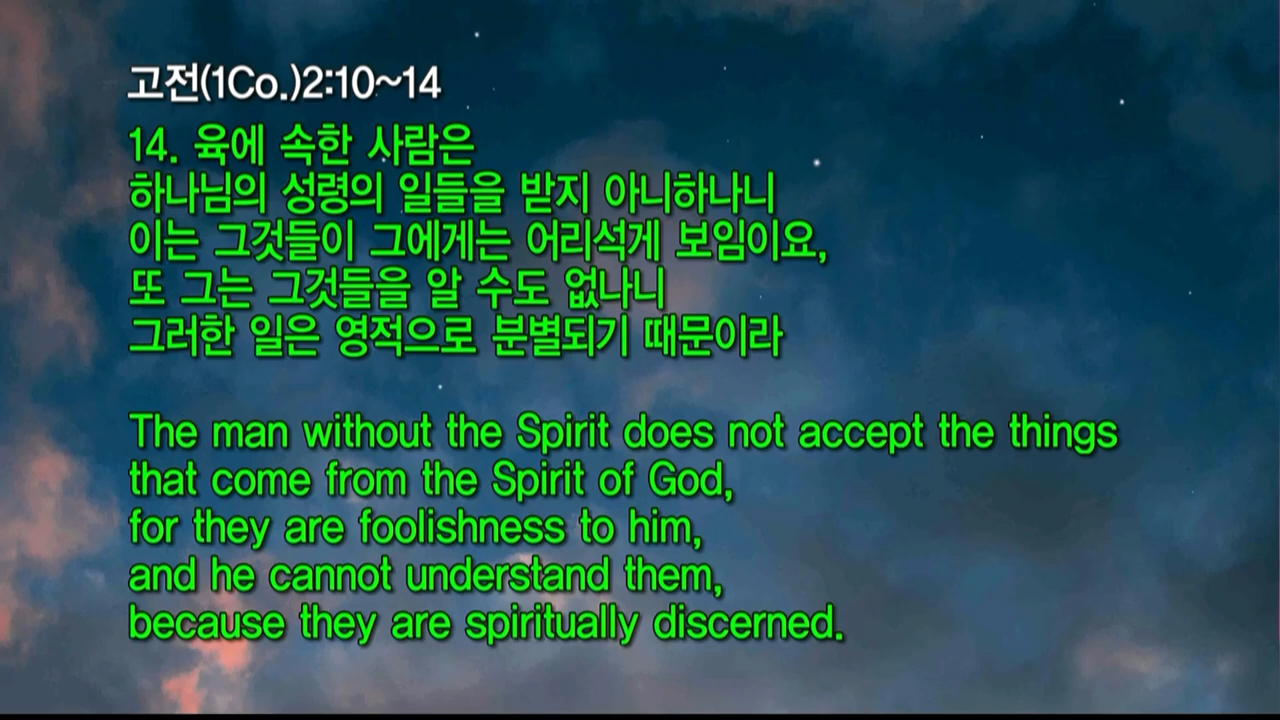 고전(1Co.)2:10~14
14. 육에 속한 사람은
하나님의 성령의 일들을 받지 아니하나니
이는 그것들이 그에게는 어리석게 보임이요,
또 그는 그것들을 알 수도 없나니
그러한 일은 영적으로 분별되기 때문이라
The man without the Spirit does not accept the things
that come from the Spirit of God,
for they are foolishness to him,
and he cannot understand them,
because they are spiritually discerned.